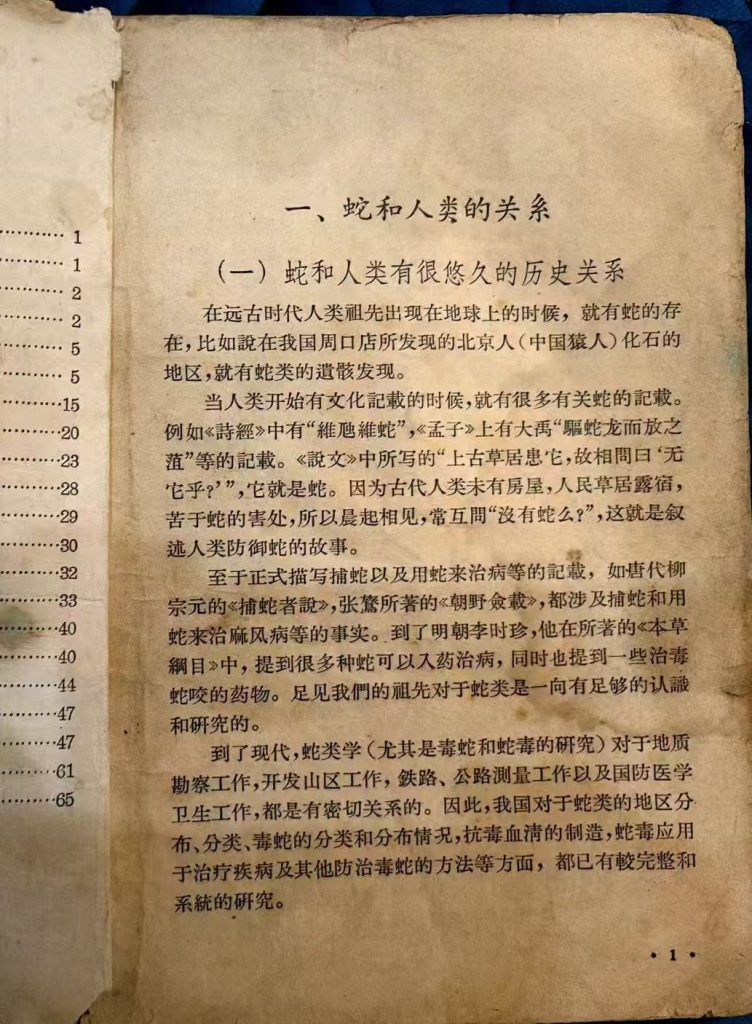 ………… 1
………… 1
………… 2
………… 2
………… 5
………… 5
…………15
…………20
…………23
…………28
…………29
…………30
…………32
…………33
…………40
…………40
…………44
…………47
…………47
…………61
…………65
一、蛇和人类的关系
(一) 蛇和人类有很悠久的历史关系
在远古时代人类祖先出现在地球上的时候，就有蛇的存
在，比如說在我国周口店所发现的北京人(中国猿人)化石的
地区，就有蛇类的遺骸发现。
当人类开始有文化記載的时候，就有很多有关蛇的記載。
例如《詩經》中有“維虺維蛇”，《孟子》上有大禹“驅蛇龙而放之
菹”等的記載。《說文》中所写的“上古草居患它，故相問曰‘无
它乎？’”，它就是蛇。因为古代人类未有房屋，人民草居露宿，
苦于蛇的害处，所以晨起相见，常互問“沒有蛇么？”，这就是叙
述人类防御蛇的故事。
至于正式描写捕蛇以及用蛇来治病等的記載，如唐代柳
宗元的《捕蛇者說》，张鷟所著的《朝野僉載》，都涉及捕蛇和用
蛇来治麻风病等的事实。到了明朝李时珍，他在所著的《本草
綱目》中，提到很多种蛇可以入药治病，同时也提到一些治毒
蛇咬的药物。足见我們的祖先对于蛇类是一向有足够的认識
和研究的。
到了现代，蛇类学(尤其是毒蛇和蛇毒的研究)对于地质
勘察工作，开发山区工作，鉄路、公路測量工作以及国防医学
卫生工作，都是有密切关系的。因此，我国对于蛇类的地区分
布、分类、毒蛇的分类和分布情况，抗毒血清的制造，蛇毒应用
于治疗疾病及其他防治毒蛇的方法等方面，都已有較完整和
系統的研究。
• 1 •